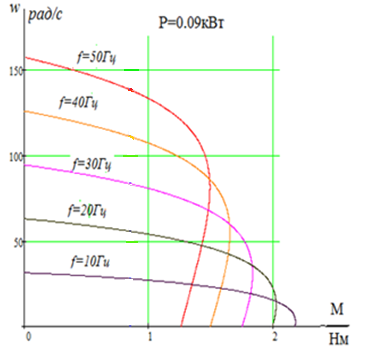 w рад/с
P=0.09кВт
f=50Гц
150
f=40Гц
100
f=30Гц
f=20Гц
50
f=10Гц
М
0 1 2 Нм